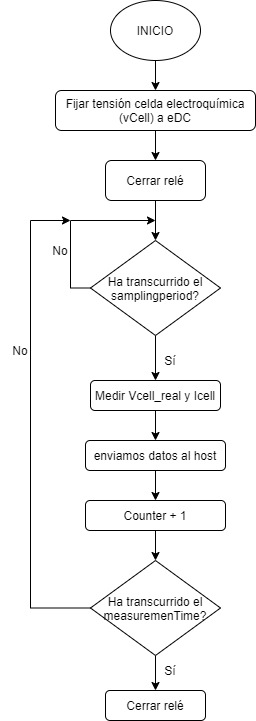 INICIO
Fijar tensión celda electroquímica
(vCell) a eDC
Cerrar relé
Ha transcurrido el
samplingperiod?
No
Sí
Medir Vcell_real y Icell
enviamos datos al host
Counter + 1
Ha transcurrido el
measuremenTime?
No
Sí
Cerrar relé